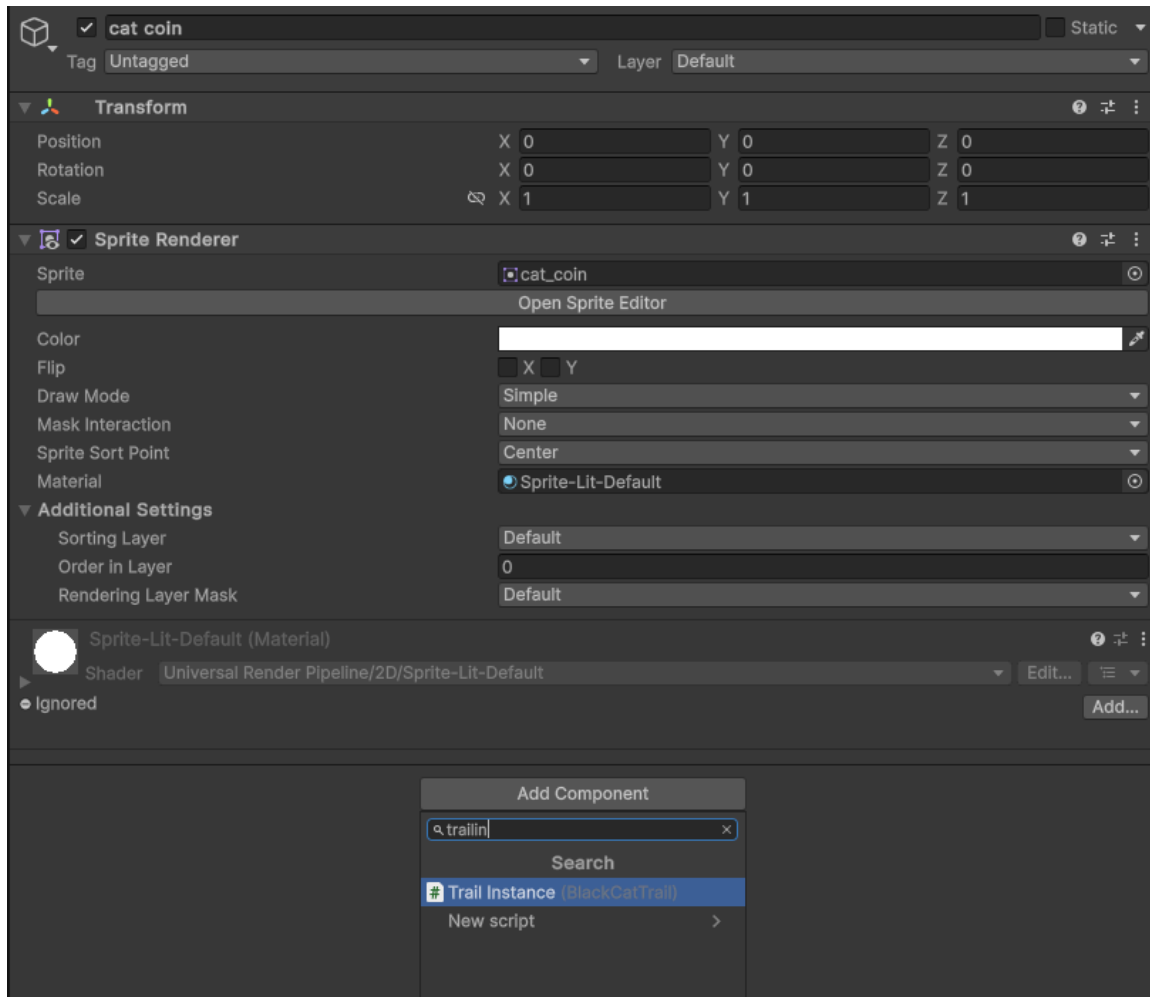 cat coin Static
Tag Untagged Layer Default
Transform
Position X 0 Y 0 Z 0
Rotation X 0 Y 0 Z 0
Scale X 1 Y 1 Z 1
Sprite Renderer
Sprite cat_coin
Open Sprite Editor
Color
Flip X Y
Draw Mode Simple
Mask Interaction None
Sprite Sort Point Center
Material Sprite-Lit-Default
Additional Settings
Sorting Layer Default
Order in Layer 0
Rendering Layer Mask Default
Sprite-Lit-Default (Material)
Shader Universal Render Pipeline/2D/Sprite-Lit-Default Edit...
Ignored Add...
Add Component
trailin
Search
# Trail Instance (BlackCatTrail)
New script